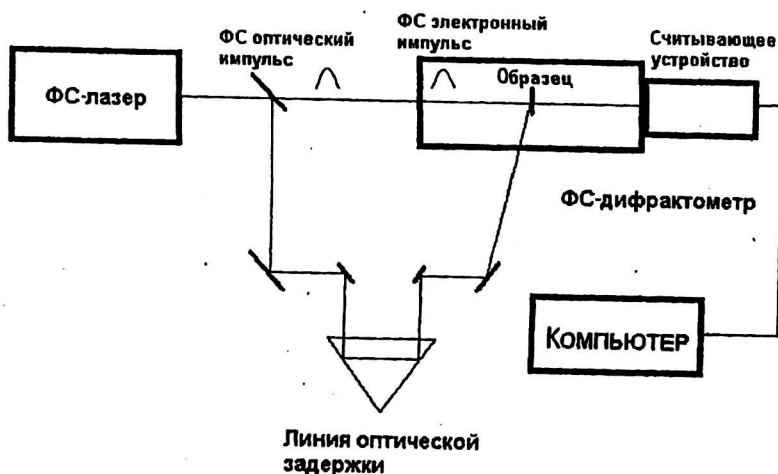 ФС оптический
импульс
ФС электронный
импульс
Считывающее
устройство
ФС-лазер
Образец
ФС-дифрактометр
КОМПЬЮТЕР
Линия оптической
задержки